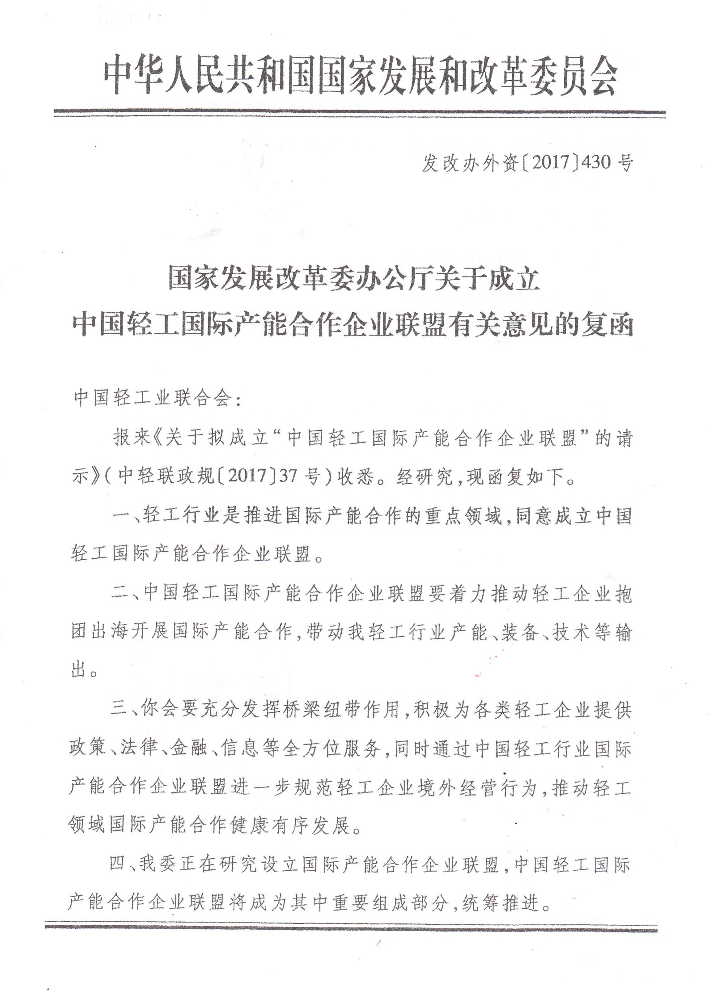 中华人民共和国国家发展和改革委员会
发改办外资〔2017〕430 号
国家发展改革委办公厅关于成立
中国轻工国际产能合作企业联盟有关意见的复函
中国轻工业联合会：
报来《关于拟成立“中国轻工国际产能合作企业联盟”的请
示》(中轻联政规〔2017〕37 号)收悉。经研究,现函复如下。
一、轻工行业是推进国际产能合作的重点领域,同意成立中国
轻工国际产能合作企业联盟。
二、中国轻工国际产能合作企业联盟要着力推动轻工企业抱
团出海开展国际产能合作,带动我轻工行业产能、装备、技术等输
出。
三、你会要充分发挥桥梁纽带作用,积极为各类轻工企业提供
政策、法律、金融、信息等全方位服务,同时通过中国轻工行业国际
产能合作企业联盟进一步规范轻工企业境外经营行为,推动轻工
领域国际产能合作健康有序发展。
四、我委正在研究设立国际产能合作企业联盟,中国轻工国际
产能合作企业联盟将成为其中重要组成部分,统筹推进。